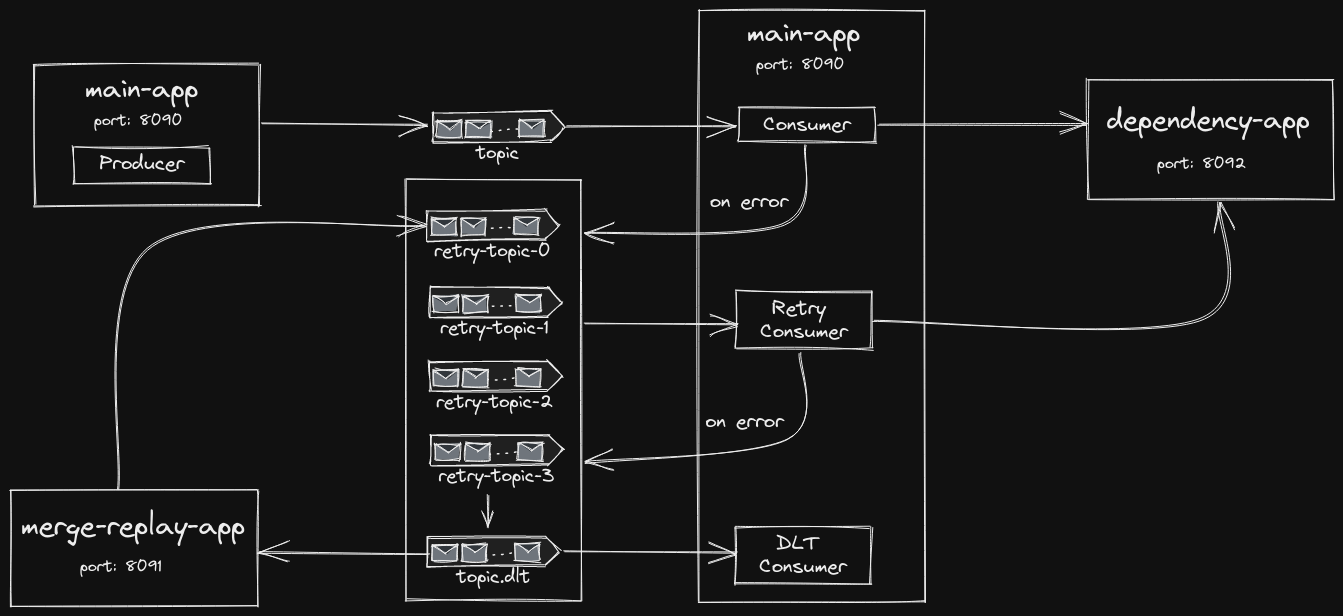 main-app
port: 8090
Producer
topic
main-app
port: 8090
Consumer
on error
dependency-app
port: 8092
retry-topic-0
retry-topic-1
retry-topic-2
retry-topic-3
topic.dlt
Retry
Consumer
on error
DLT
Consumer
merge-replay-app
port: 8091